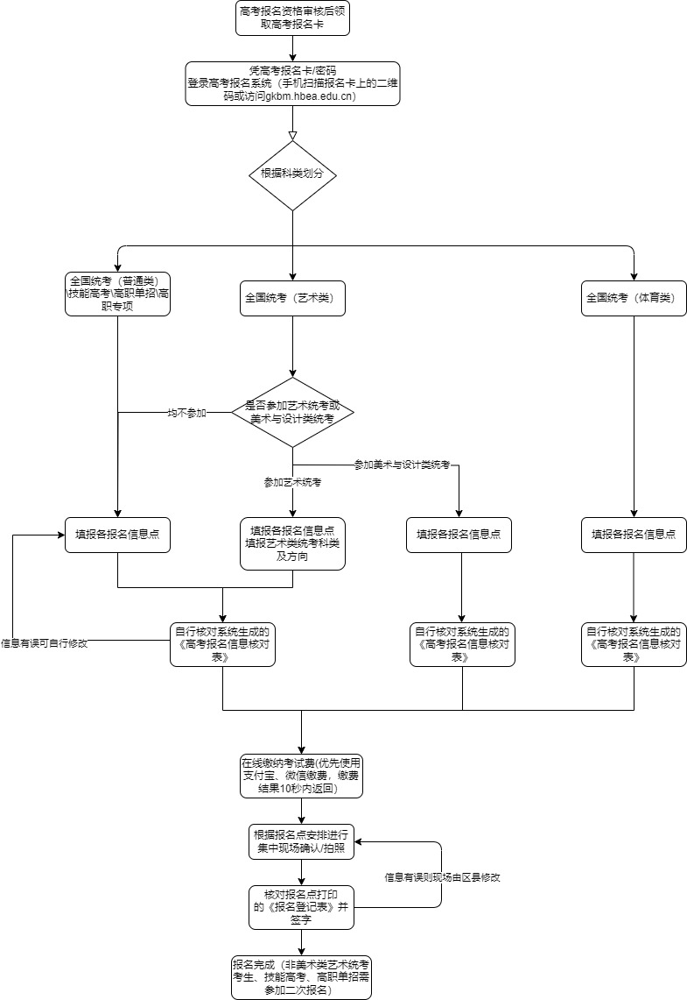 高考报名资格审核后领
取高考报名卡
凭高考报名卡/密码
登录高考报名系统（手机扫描报名卡上的二维
码或访问gkbm.hbea.edu.cn）
根据科类划分
全国统考（普通类）
\技能高考\高职单招\高
职专项
全国统考（艺术类）
全国统考（体育类）
是否参加艺术统考或
美术与设计类统考
均不参加
参加美术与设计类统考
参加艺术统考
填报各报名信息点
填报各报名信息点
填报艺术类统考科类
及方向
填报各报名信息点
填报各报名信息点
信息有误可自行修改
自行核对系统生成的
《高考报名信息核对
表》
自行核对系统生成的
《高考报名信息核对
表》
自行核对系统生成的
《高考报名信息核对
表》
在线缴纳考试费(优先使用
支付宝、微信缴费，缴费
结果10秒内返回）
根据报名点安排进行
集中现场确认/拍照
信息有误则现场由区县修改
核对报名点打印
的《报名登记表》并
签字
报名完成（非美术类艺术统考
考生、技能高考、高职单招需
参加二次报名）